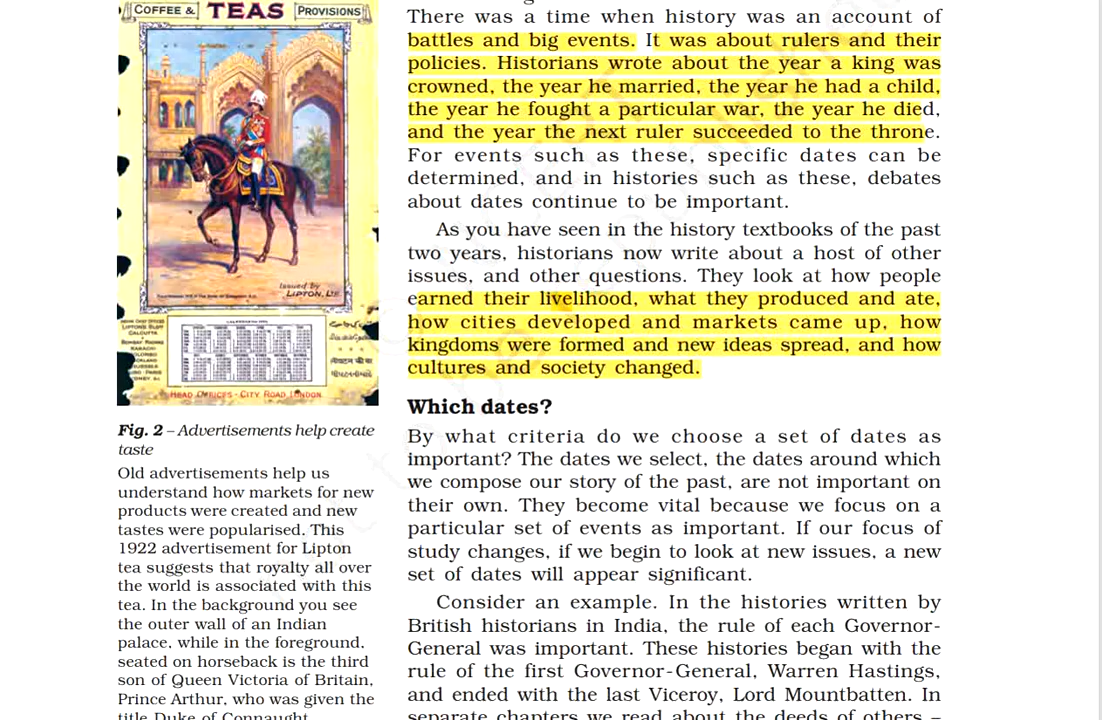 COFFEE & TEAS PROVISIONS
Issued by
LIPTON, LTD
HEAD OFFICES - CITY ROAD LONDON
Fig. 2 – Advertisements help create
taste
Old advertisements help us
understand how markets for new
products were created and new
tastes were popularised. This
1922 advertisement for Lipton
tea suggests that royalty all over
the world is associated with this
tea. In the background you see
the outer wall of an Indian
palace, while in the foreground,
seated on horseback is the third
son of Queen Victoria of Britain,
Prince Arthur, who was given the
title Duke of Connaught.
There was a time when history was an account of
battles and big events. It was about rulers and their
policies. Historians wrote about the year a king was
crowned, the year he married, the year he had a child,
the year he fought a particular war, the year he died,
and the year the next ruler succeeded to the throne.
For events such as these, specific dates can be
determined, and in histories such as these, debates
about dates continue to be important.
As you have seen in the history textbooks of the past
two years, historians now write about a host of other
issues, and other questions. They look at how people
earned their livelihood, what they produced and ate,
how cities developed and markets came up, how
kingdoms were formed and new ideas spread, and how
cultures and society changed.
Which dates?
By what criteria do we choose a set of dates as
important? The dates we select, the dates around which
we compose our story of the past, are not important on
their own. They become vital because we focus on a
particular set of events as important. If our focus of
study changes, if we begin to look at new issues, a new
set of dates will appear significant.
Consider an example. In the histories written by
British historians in India, the rule of each Governor-
General was important. These histories began with the
rule of the first Governor-General, Warren Hastings,
and ended with the last Viceroy, Lord Mountbatten. In
separate chapters we read about the deeds of others –